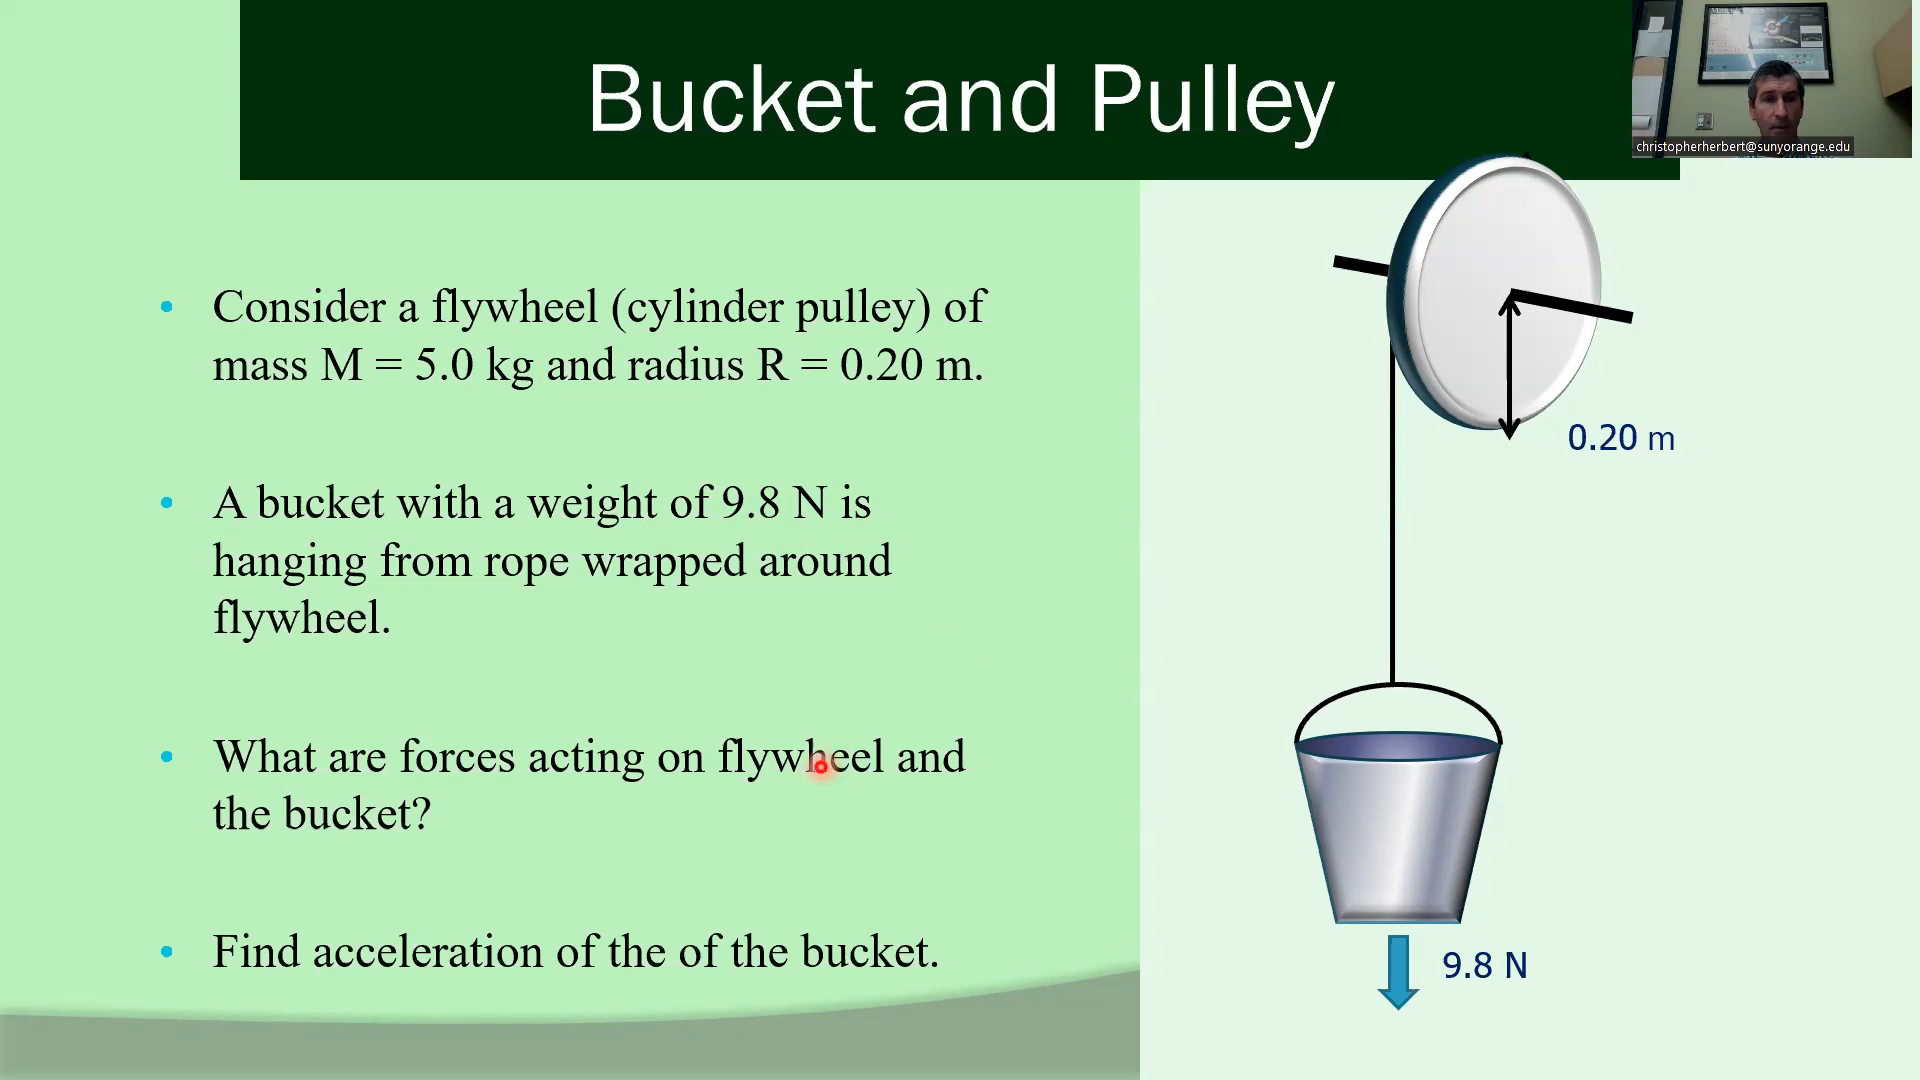 Bucket and Pulley
christopherherbert@sunyorange.edu
• Consider a flywheel (cylinder pulley) of
mass M = 5.0 kg and radius R = 0.20 m.
• A bucket with a weight of 9.8 N is
hanging from rope wrapped around
flywheel.
• What are forces acting on flywheel and
the bucket?
• Find acceleration of the of the bucket.
0.20 m
9.8 N